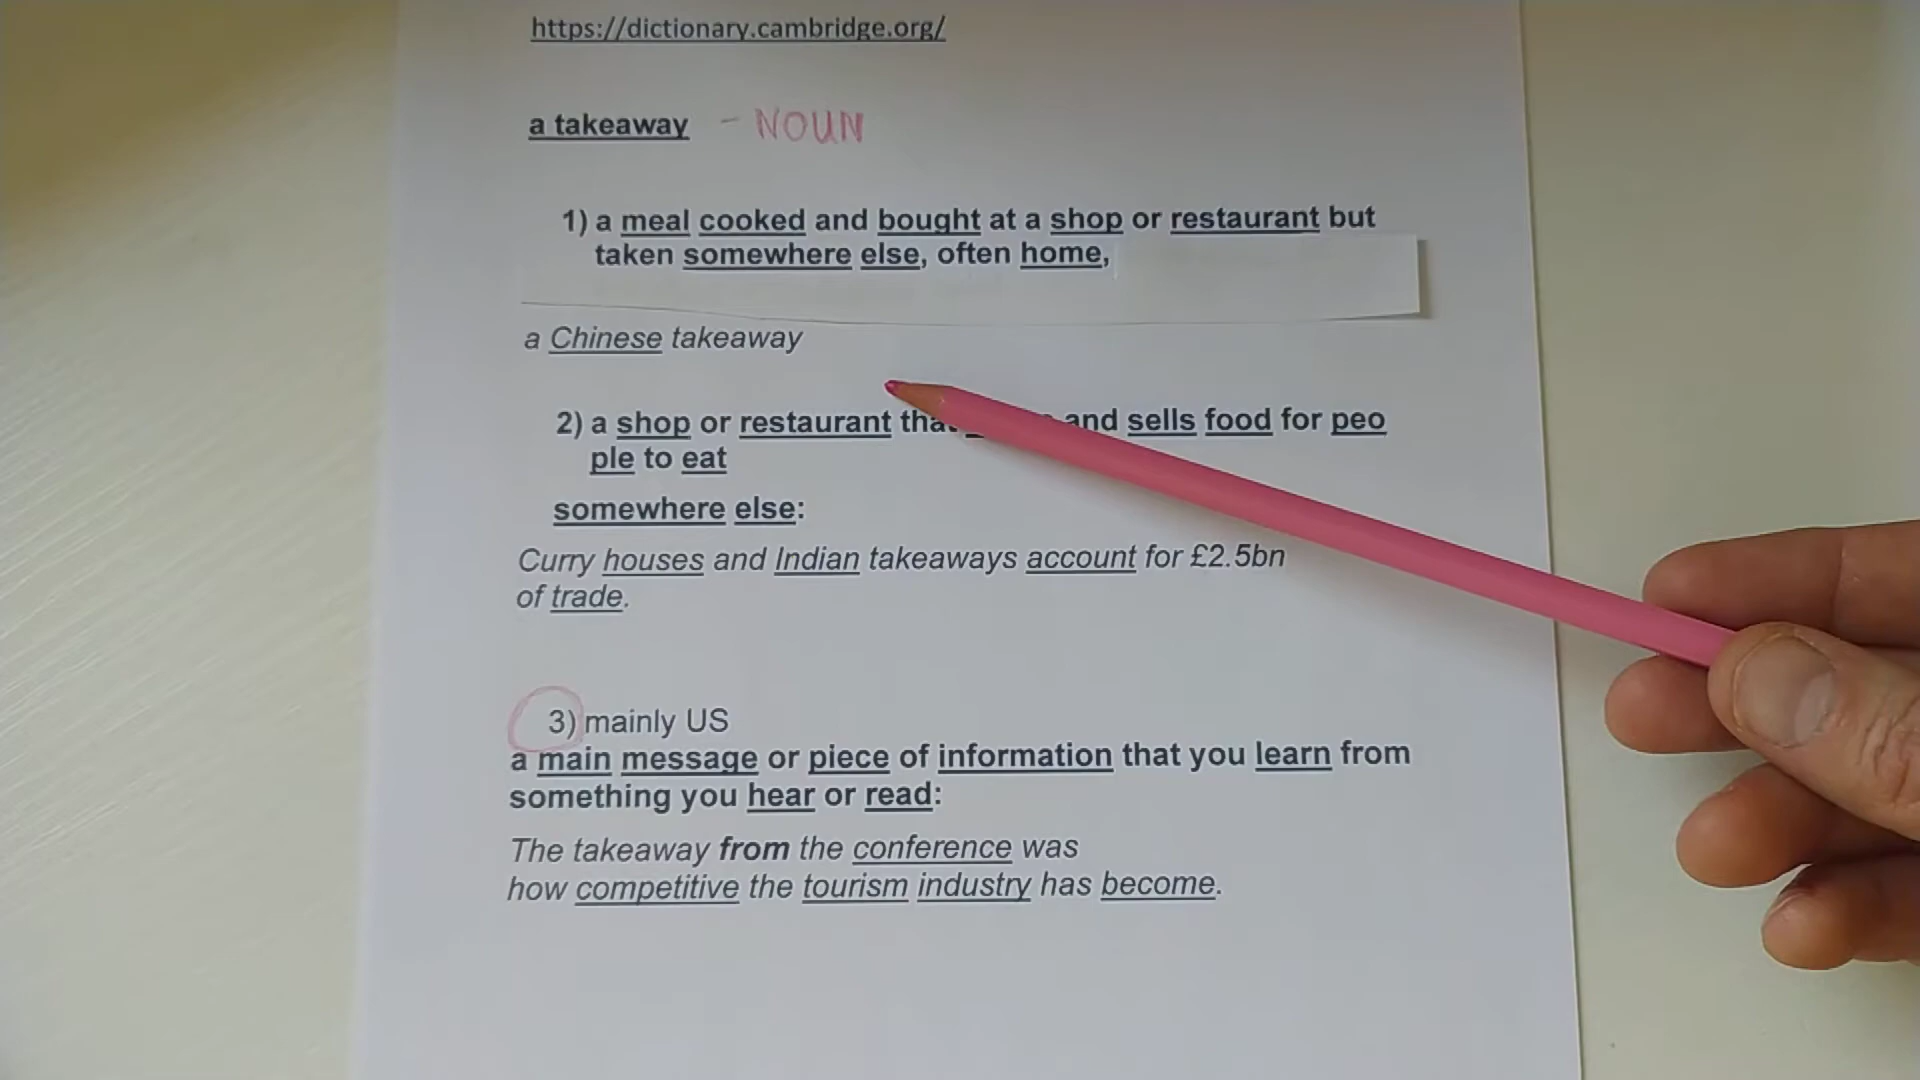 https://dictionary.cambridge.org/
a takeaway - NOUN
1) a meal cooked and bought at a shop or restaurant but
taken somewhere else, often home,
a Chinese takeaway
2) a shop or restaurant that and sells food for peo
ple to eat
somewhere else:
Curry houses and Indian takeaways account for £2.5bn
of trade.
3) mainly US
a main message or piece of information that you learn from
something you hear or read:
The takeaway from the conference was
how competitive the tourism industry has become.